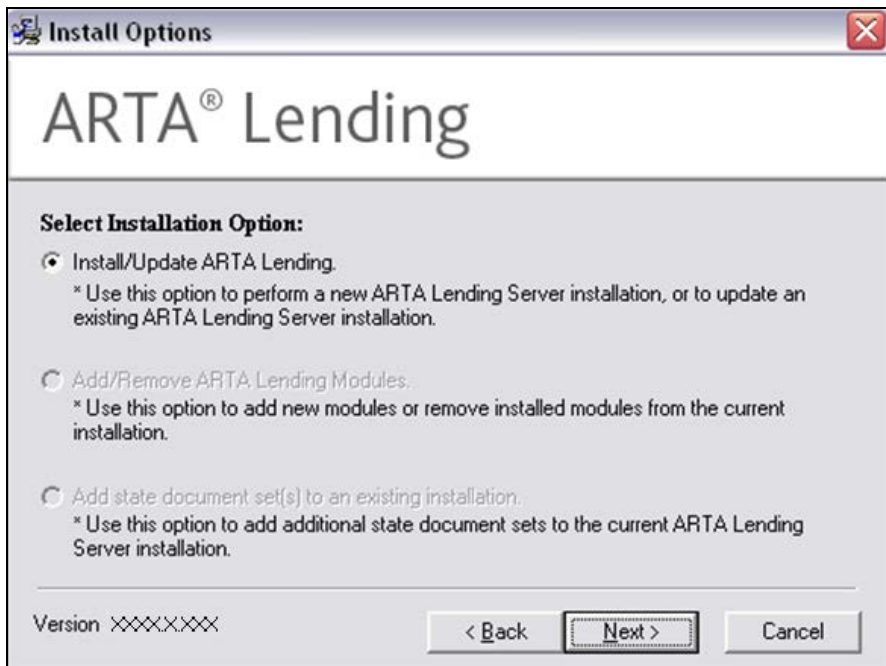 Install Options
ARTA® Lending
Select Installation Option:
Install/Update ARTA Lending.
* Use this option to perform a new ARTA Lending Server installation, or to update an
existing ARTA Lending Server installation.
Add/Remove ARTA Lending Modules.
* Use this option to add new modules or remove installed modules from the current
installation.
Add state document set(s) to an existing installation.
* Use this option to add additional state document sets to the current ARTA Lending
Server installation.
Version XXXX.X.XXX
< Back
Next >
Cancel